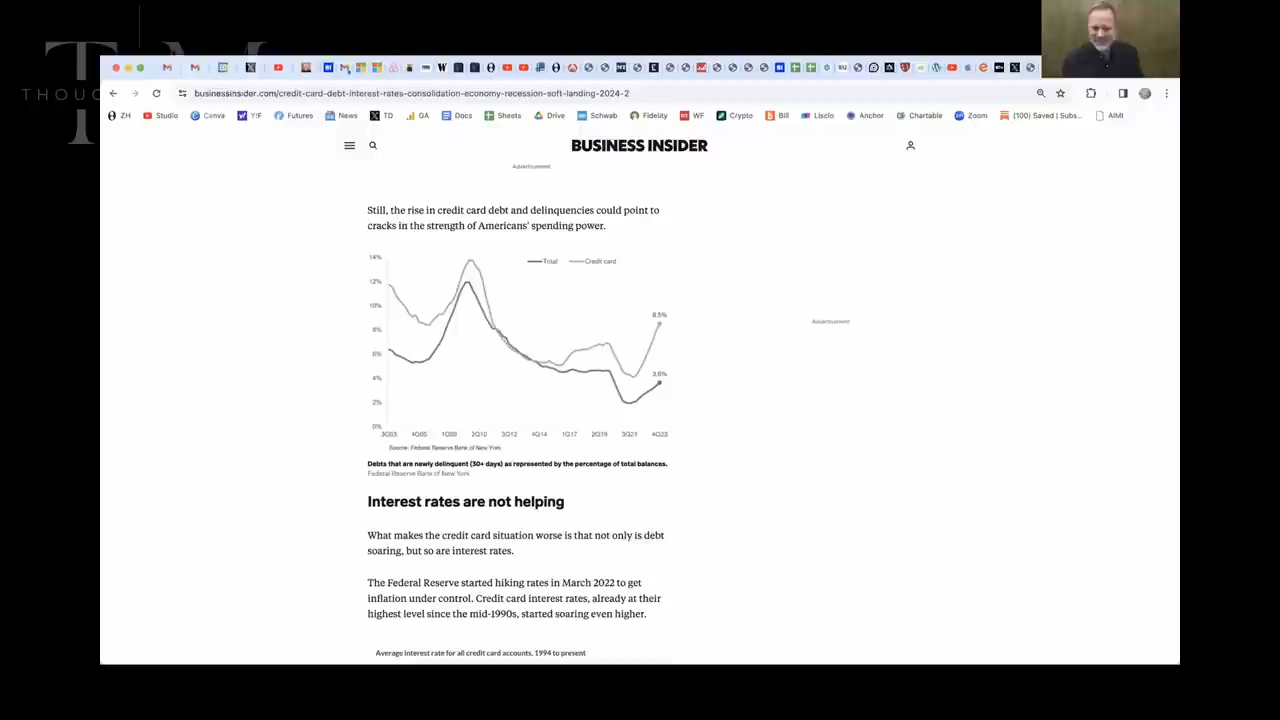 THOUG
businessinsider.com/credit-card-debt-interest-rates-consolidation-economy-recession-soft-landing-2024-2
ZH Studio Canva Y!F Futures News TD GA Docs Sheets Drive Schwab Fidelity WF Crypto Bill Liscio Anchor Chartable Zoom (100) Saved | Subs... AIMI
BUSINESS INSIDER
Advertisement
Still, the rise in credit card debt and delinquencies could point to
cracks in the strength of Americans' spending power.
14%
Total Credit card
12%
10%
8.5%
8%
6%
3.6%
4%
2%
0%
3Q03 4Q05 1Q08 2Q10 3Q12 4Q14 1Q17 2Q19 3Q21 4Q23
Source: Federal Reserve Bank of New York
Advertisement
Debts that are newly delinquent (30+ days) as represented by the percentage of total balances.
Federal Reserve Bank of New York
Interest rates are not helping
What makes the credit card situation worse is that not only is debt
soaring, but so are interest rates.
The Federal Reserve started hiking rates in March 2022 to get
inflation under control. Credit card interest rates, already at their
highest level since the mid-1990s, started soaring even higher.
Average interest rate for all credit card accounts, 1994 to present